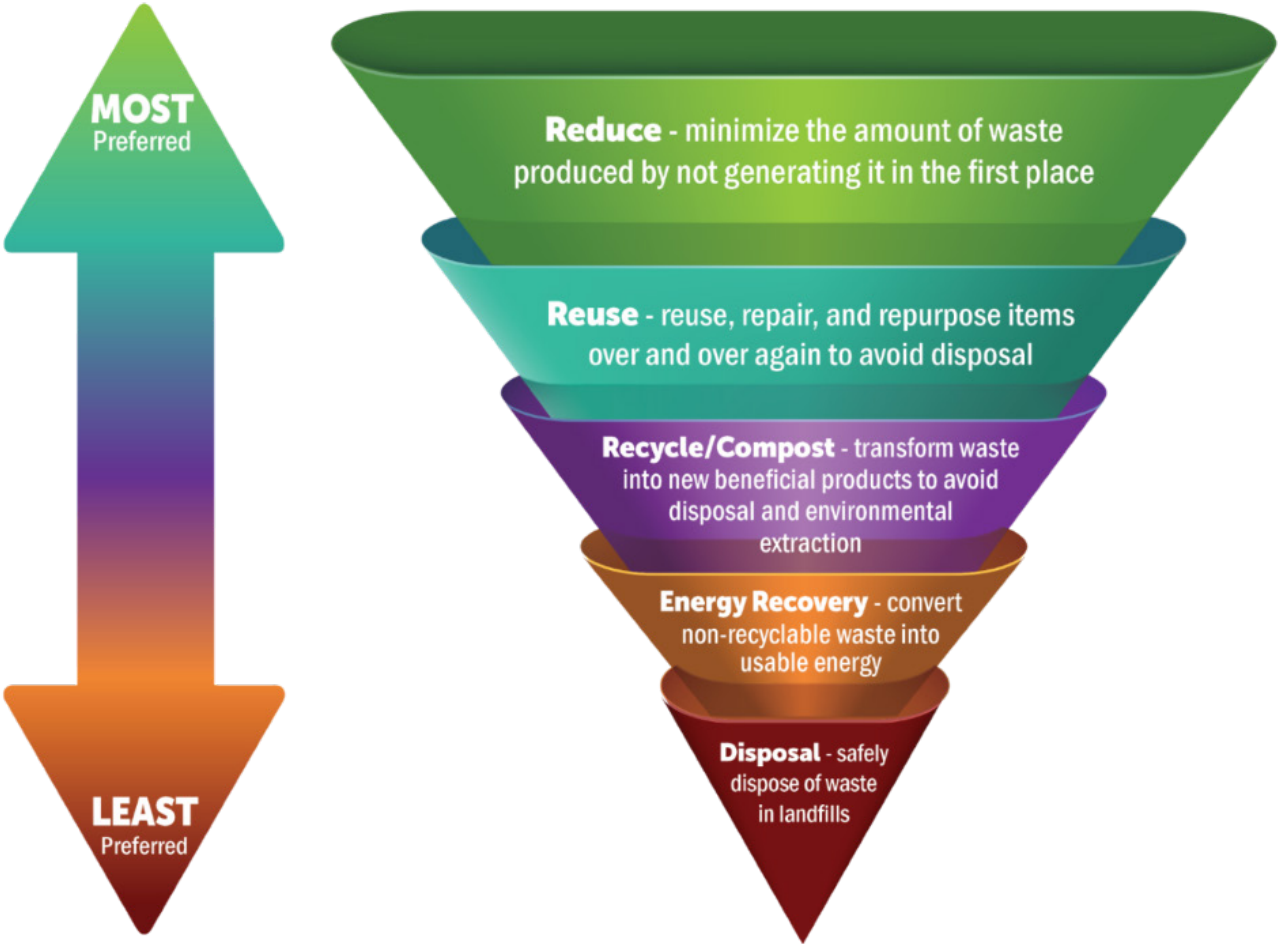 MOST
Preferred
Reduce - minimize the amount of waste
produced by not generating it in the first place
Reuse - reuse, repair, and repurpose items
over and over again to avoid disposal
Recycle/Compost - transform waste
into new beneficial products to avoid
disposal and environmental
extraction
Energy Recovery - convert
non-recyclable waste into
usable energy
Disposal - safely
dispose of waste
in landfills
LEAST
Preferred